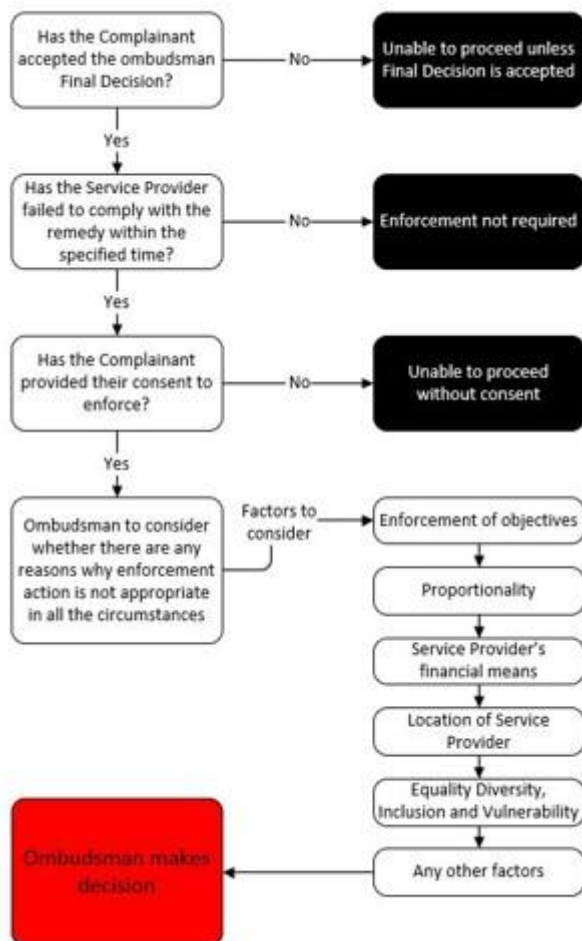 Has the Complainant
accepted the ombudsman
Final Decision?
No
Unable to proceed unless
Final Decision is accepted
Yes
Has the Service Provider
failed to comply with the
remedy within the
specified time?
No
Enforcement not required
Yes
Has the Complainant
provided their consent to
enforce?
No
Unable to proceed
without consent
Yes
Ombudsman to consider
whether there are any
reasons why enforcement
action is not appropriate
in all the circumstances
Factors to
consider
Enforcement of objectives
Proportionality
Service Provider's
financial means
Location of Service
Provider
Equality Diversity,
Inclusion and Vulnerability
Any other factors
Ombudsman makes
decision